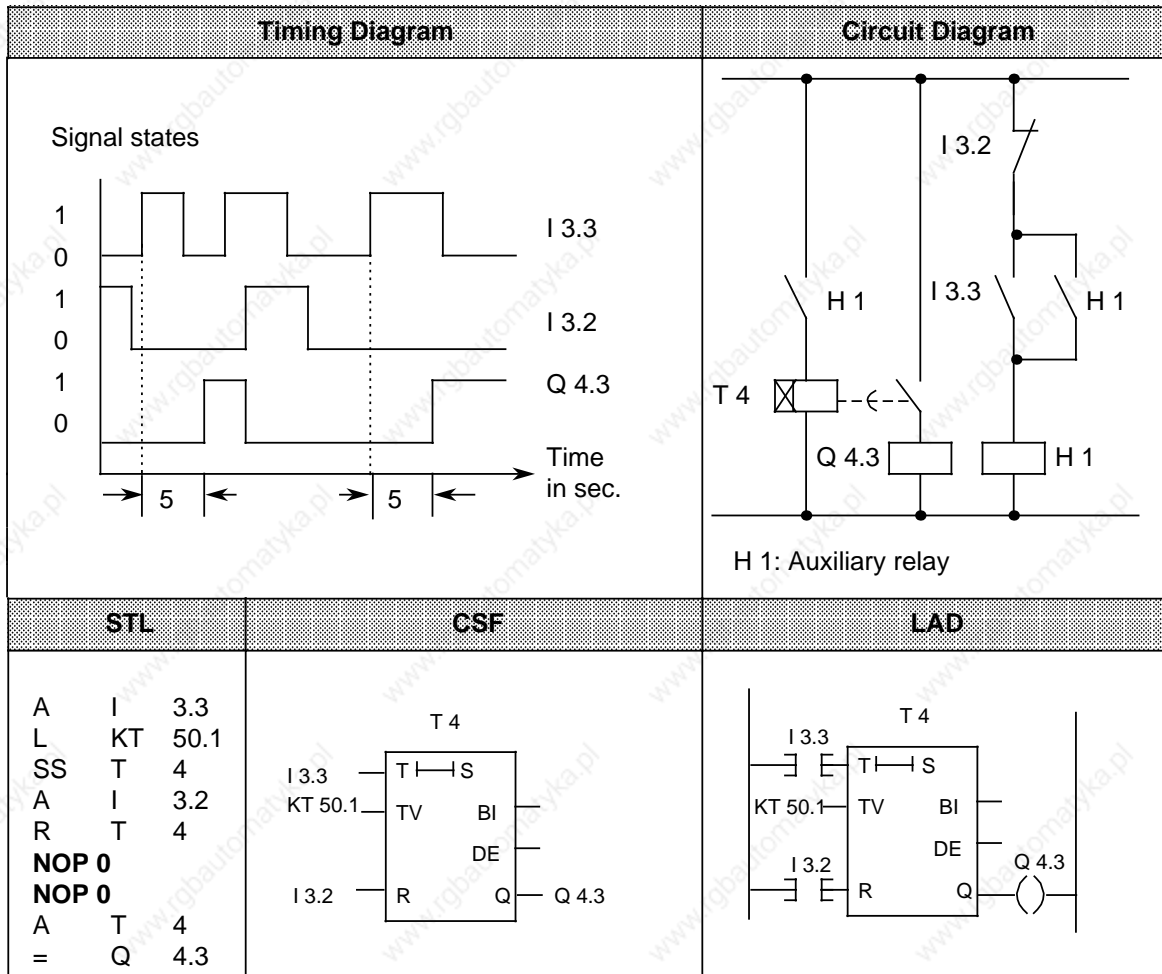 Timing Diagram
Circuit Diagram
Signal states
1
0
I 3.3
1
0
I 3.2
1
0
Q 4.3
Time
in sec.
5
5
I 3.2
H 1
I 3.3
H 1
T 4
Q 4.3
H 1
H 1: Auxiliary relay
STL
CSF
LAD
A I 3.3
L KT 50.1
SS T 4
A I 3.2
R T 4
NOP 0
NOP 0
A T 4
= Q 4.3
T 4
I 3.3 T S
KT 50.1 TV BI
DE
I 3.2 R Q Q 4.3
T 4
I 3.3
T S
KT 50.1 TV BI
DE
I 3.2 Q 4.3
R Q
www.rgbautomatyka.pl